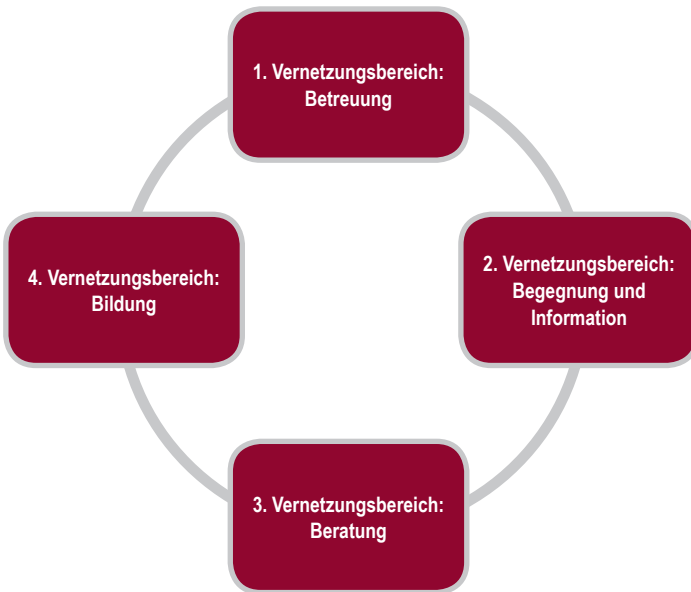 1. Vernetzungsbereich:
Betreuung
2. Vernetzungsbereich:
Begegnung und
Information
3. Vernetzungsbereich:
Beratung
4. Vernetzungsbereich:
Bildung